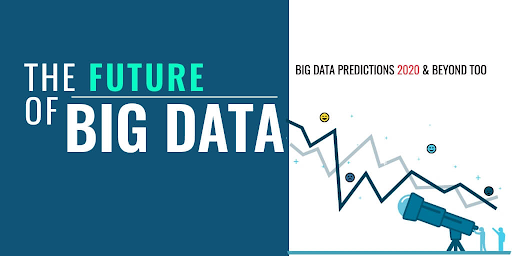 THE FUTURE
OF BIG DATA
BIG DATA PREDICTIONS 2020 & BEYOND TOO